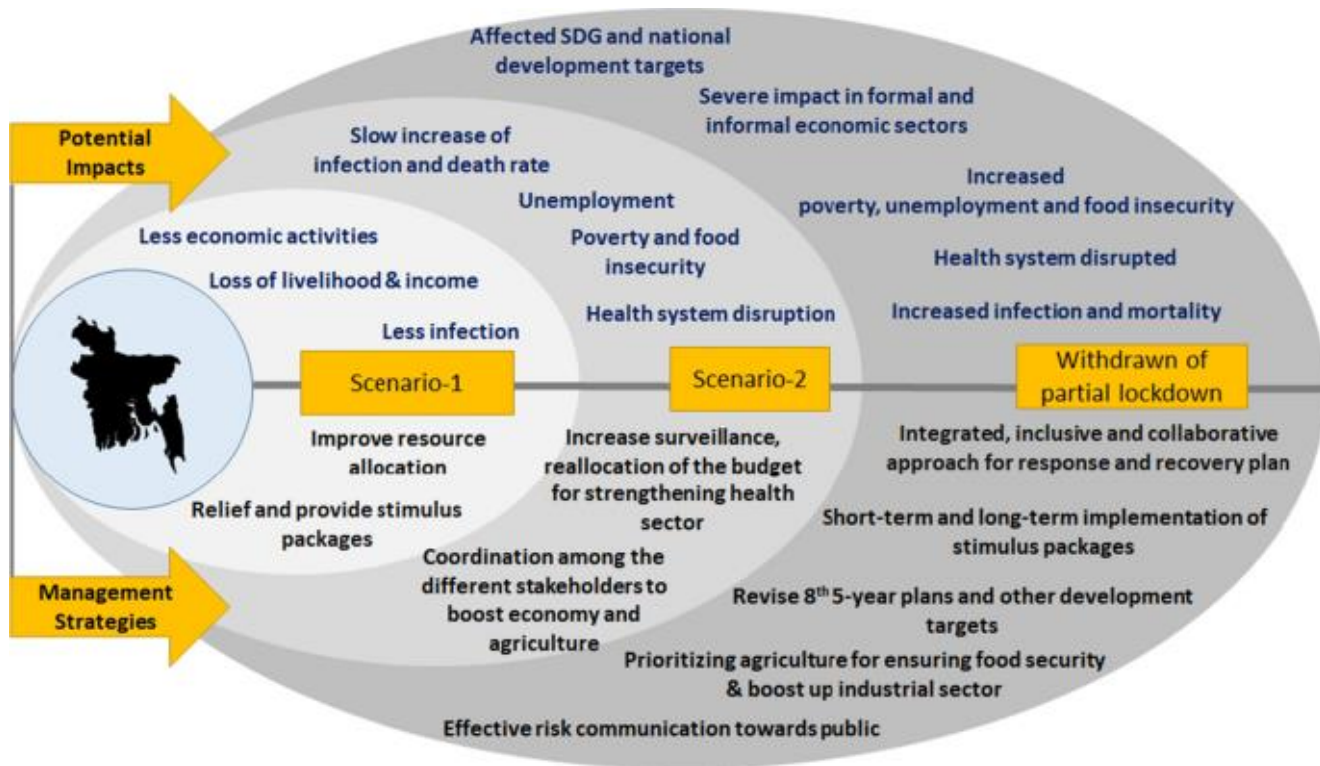 Affected SDG and national
development targets
Severe impact in formal and
informal economic sectors
Potential
Impacts
Slow increase of
infection and death rate
Increased
poverty, unemployment and food insecurity
Unemployment
Less economic activities
Poverty and food
insecurity
Health system disrupted
Loss of livelihood & income
Health system disruption
Increased infection and mortality
Less infection
Scenario-1
Scenario-2
Withdrawn of
partial lockdown
Improve resource
allocation
Increase surveillance,
reallocation of the budget
for strengthening health
sector
Integrated, inclusive and collaborative
approach for response and recovery plan
Relief and provide stimulus
packages
Short-term and long-term implementation of
stimulus packages
Coordination among the
different stakeholders to
boost economy and
agriculture
Management
Strategies
Revise 8th 5-year plans and other development
targets
Prioritizing agriculture for ensuring food security
& boost up industrial sector
Effective risk communication towards public